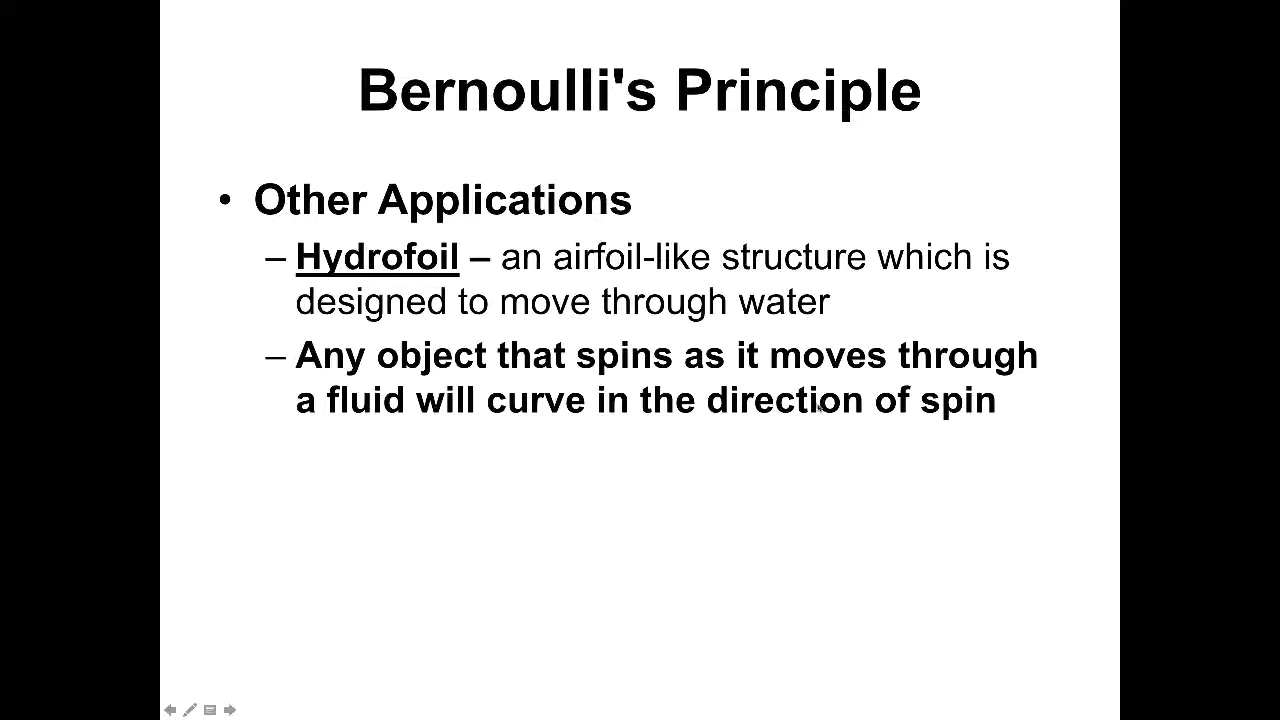 Bernoulli's Principle
• Other Applications
– Hydrofoil – an airfoil-like structure which is
designed to move through water
– Any object that spins as it moves through
a fluid will curve in the direction of spin